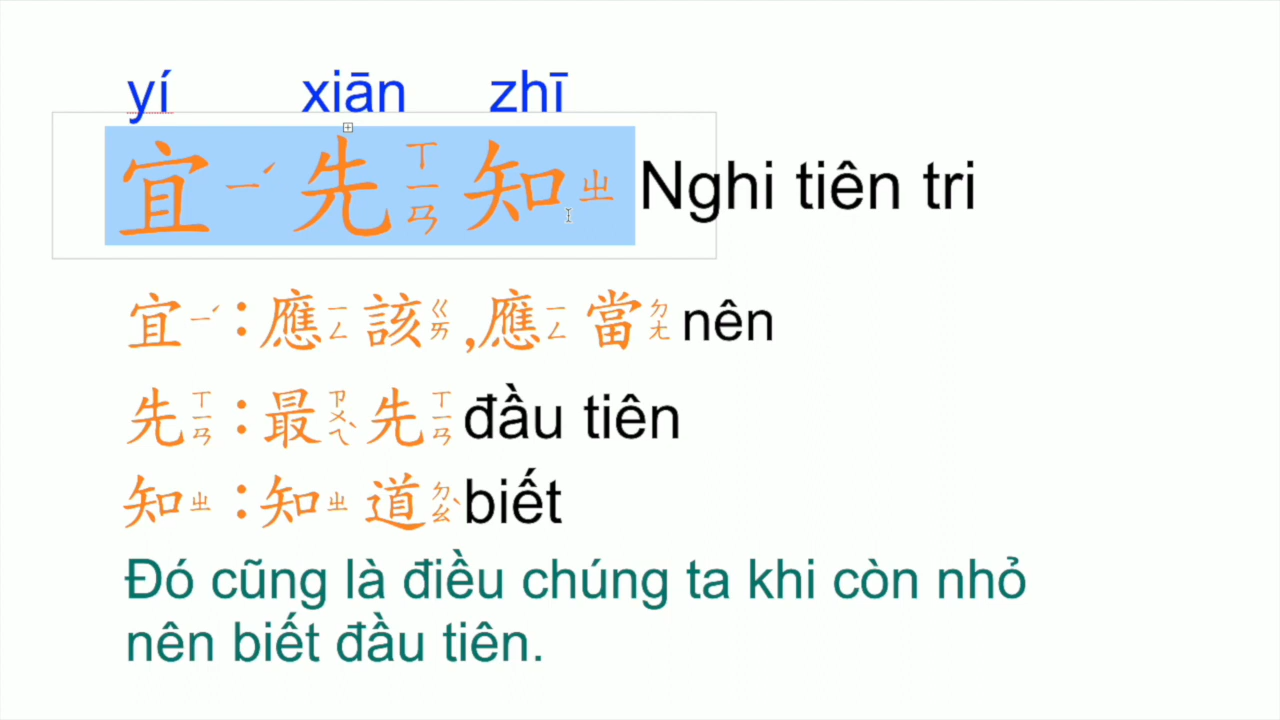 yí xiān zhī
宜ㄧˊ先ㄒㄧㄢ知ㄓ Nghi tiên tri
宜ㄧˊ:應ㄧㄥ該ㄍㄞ,應ㄧㄥ當ㄉㄤ nên
先ㄒㄧㄢ:最ㄗㄨㄟˋ先ㄒㄧㄢ đầu tiên
知ㄓ:知ㄓ道ㄉㄠˋ biết
Đó cũng là điều chúng ta khi còn nhỏ
nên biết đầu tiên.